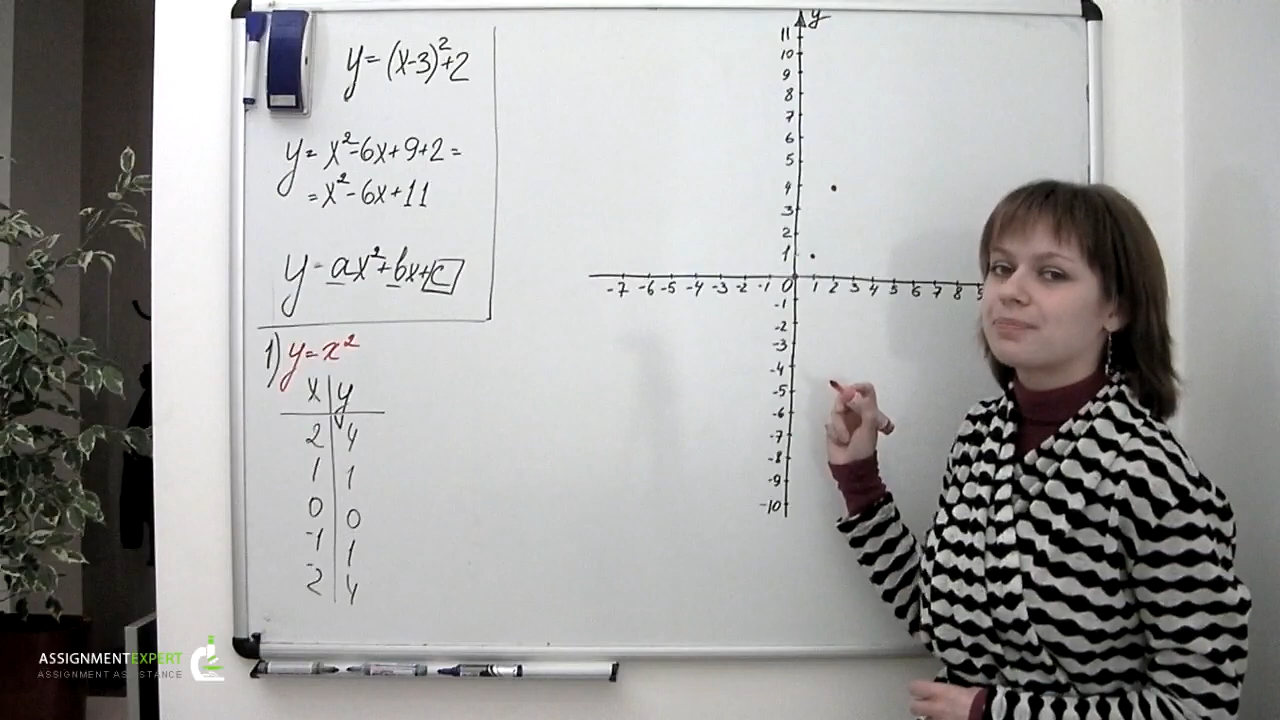 y = (x-3)²+2
y = x²-6x+9+2 =
= x²-6x+11
y = ax²+bx+c
1) y = x²
x y
2 4
1 1
0 0
-1 1
-2 4
y
11
10
9
8
7
6
5
4
3
2
1
-7 -6 -5 -4 -3 -2 -1 0 1 2 3 4 5 6 7 8 9
-1
-2
-3
-4
-5
-6
-7
-8
-9
-10
ASSIGNMENTEXPERT
ASSIGNMENT ASSISTANCE